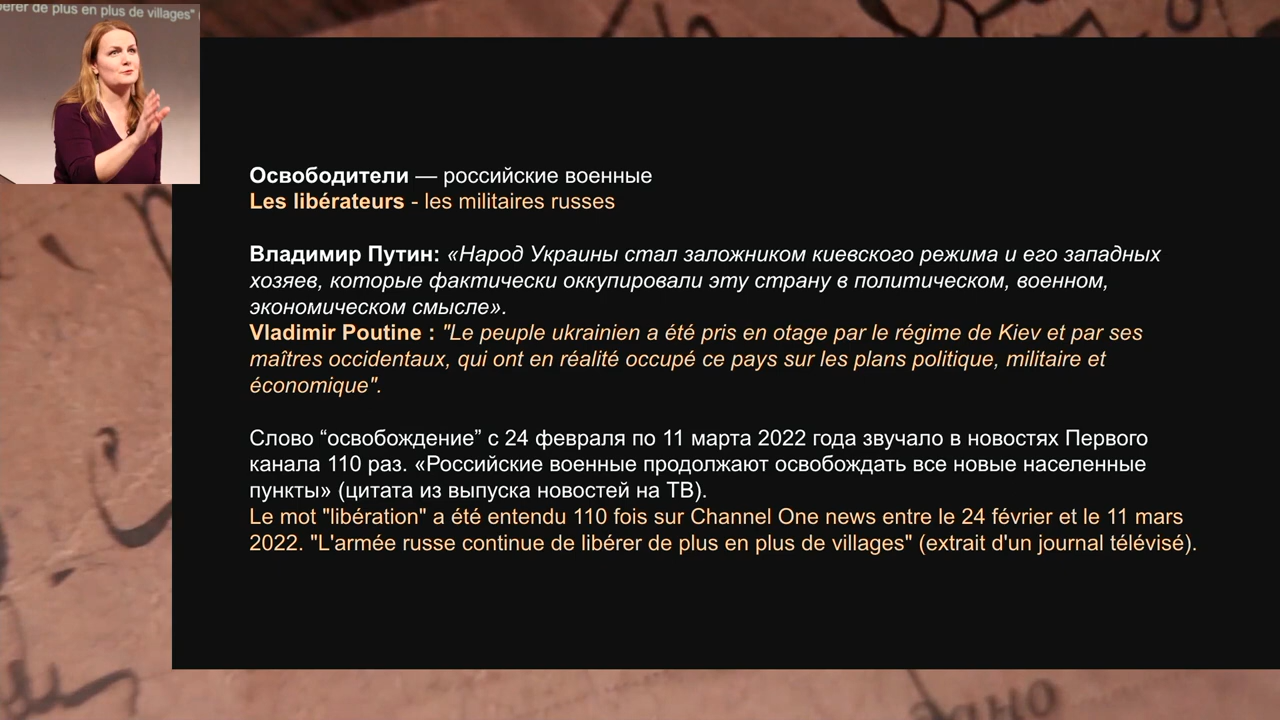 bérer de plus en plus de villages"
Освободители — российские военные
Les libérateurs - les militaires russes
Владимир Путин: «Народ Украины стал заложником киевского режима и его западных
хозяев, которые фактически оккупировали эту страну в политическом, военном,
экономическом смысле».
Vladimir Poutine : "Le peuple ukrainien a été pris en otage par le régime de Kiev et par ses
maîtres occidentaux, qui ont en réalité occupé ce pays sur les plans politique, militaire et
économique".
Слово “освобождение” с 24 февраля по 11 марта 2022 года звучало в новостях Первого
канала 110 раз. «Российские военные продолжают освобождать все новые населенные
пункты» (цитата из выпуска новостей на ТВ).
Le mot "libération" a été entendu 110 fois sur Channel One news entre le 24 février et le 11 mars
2022. "L'armée russe continue de libérer de plus en plus de villages" (extrait d'un journal télévisé).